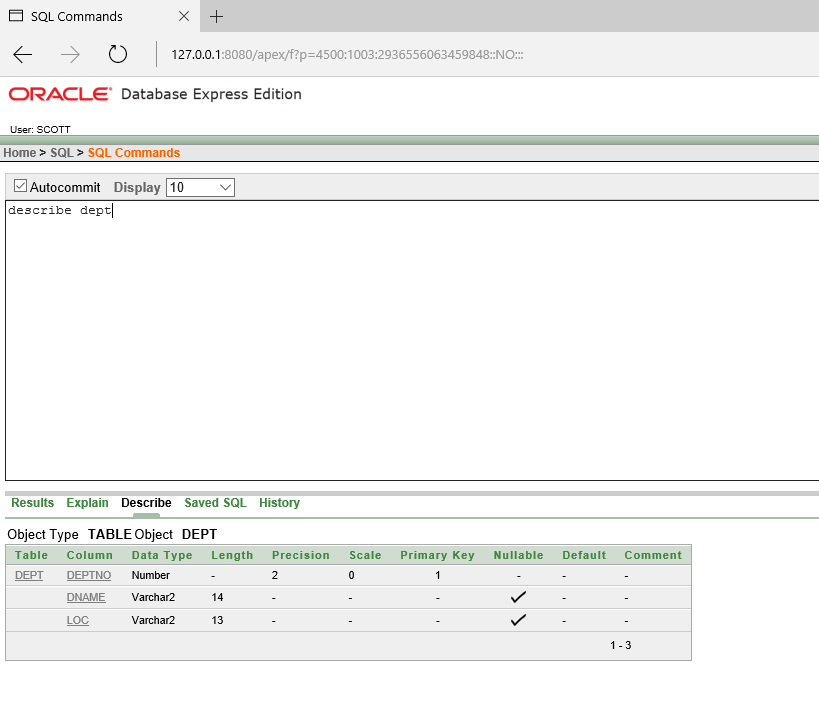 SQL Commands
127.0.0.1:8080/apex/f?p=4500:1003:2936556063459848::NO:::
ORACLE Database Express Edition
User: SCOTT
Home > SQL > SQL Commands
Autocommit Display 10
describe dept
Results Explain Describe Saved SQL History
Object Type TABLE Object DEPT
Table Column Data Type Length Precision Scale Primary Key Nullable Default Comment
DEPT DEPTNO Number - 2 0 1 - - -
DNAME Varchar2 14 - - - ✓ - -
LOC Varchar2 13 - - - ✓ - -
1 - 3